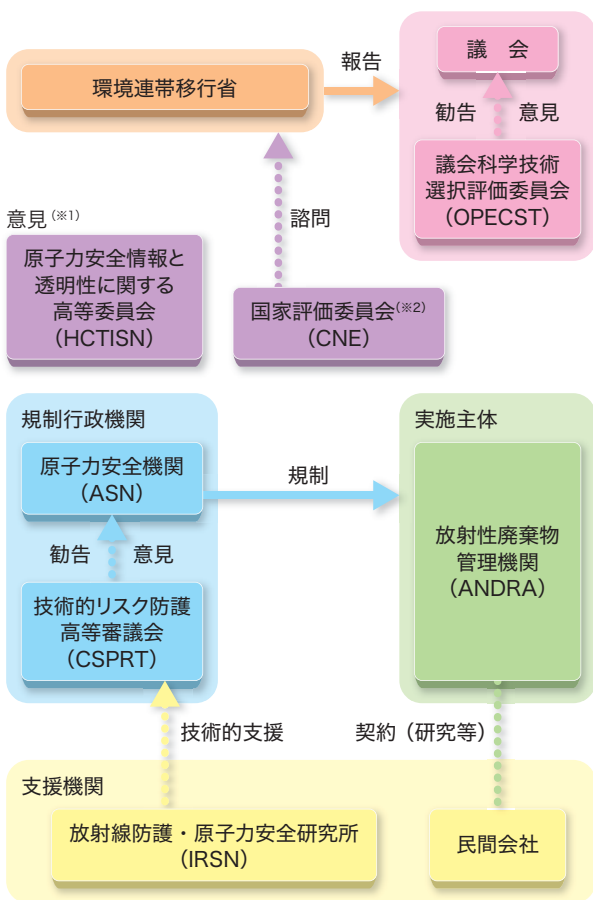 環境連帯移行省
報告
議　会
勧告　意見
議会科学技術
選択評価委員会
（OPECST）
諮問
意見(※1)
原子力安全情報と
透明性に関する
高等委員会
（HCTISN）
国家評価委員会(※2)
（CNE）
規制行政機関
原子力安全機関
（ASN）
規制
勧告　意見
技術的リスク防護
高等審議会
（CSPRT）
実施主体
放射性廃棄物
管理機関
（ANDRA）
技術的支援
契約（研究等）
支援機関
放射線防護・原子力安全研究所
（IRSN）
民間会社